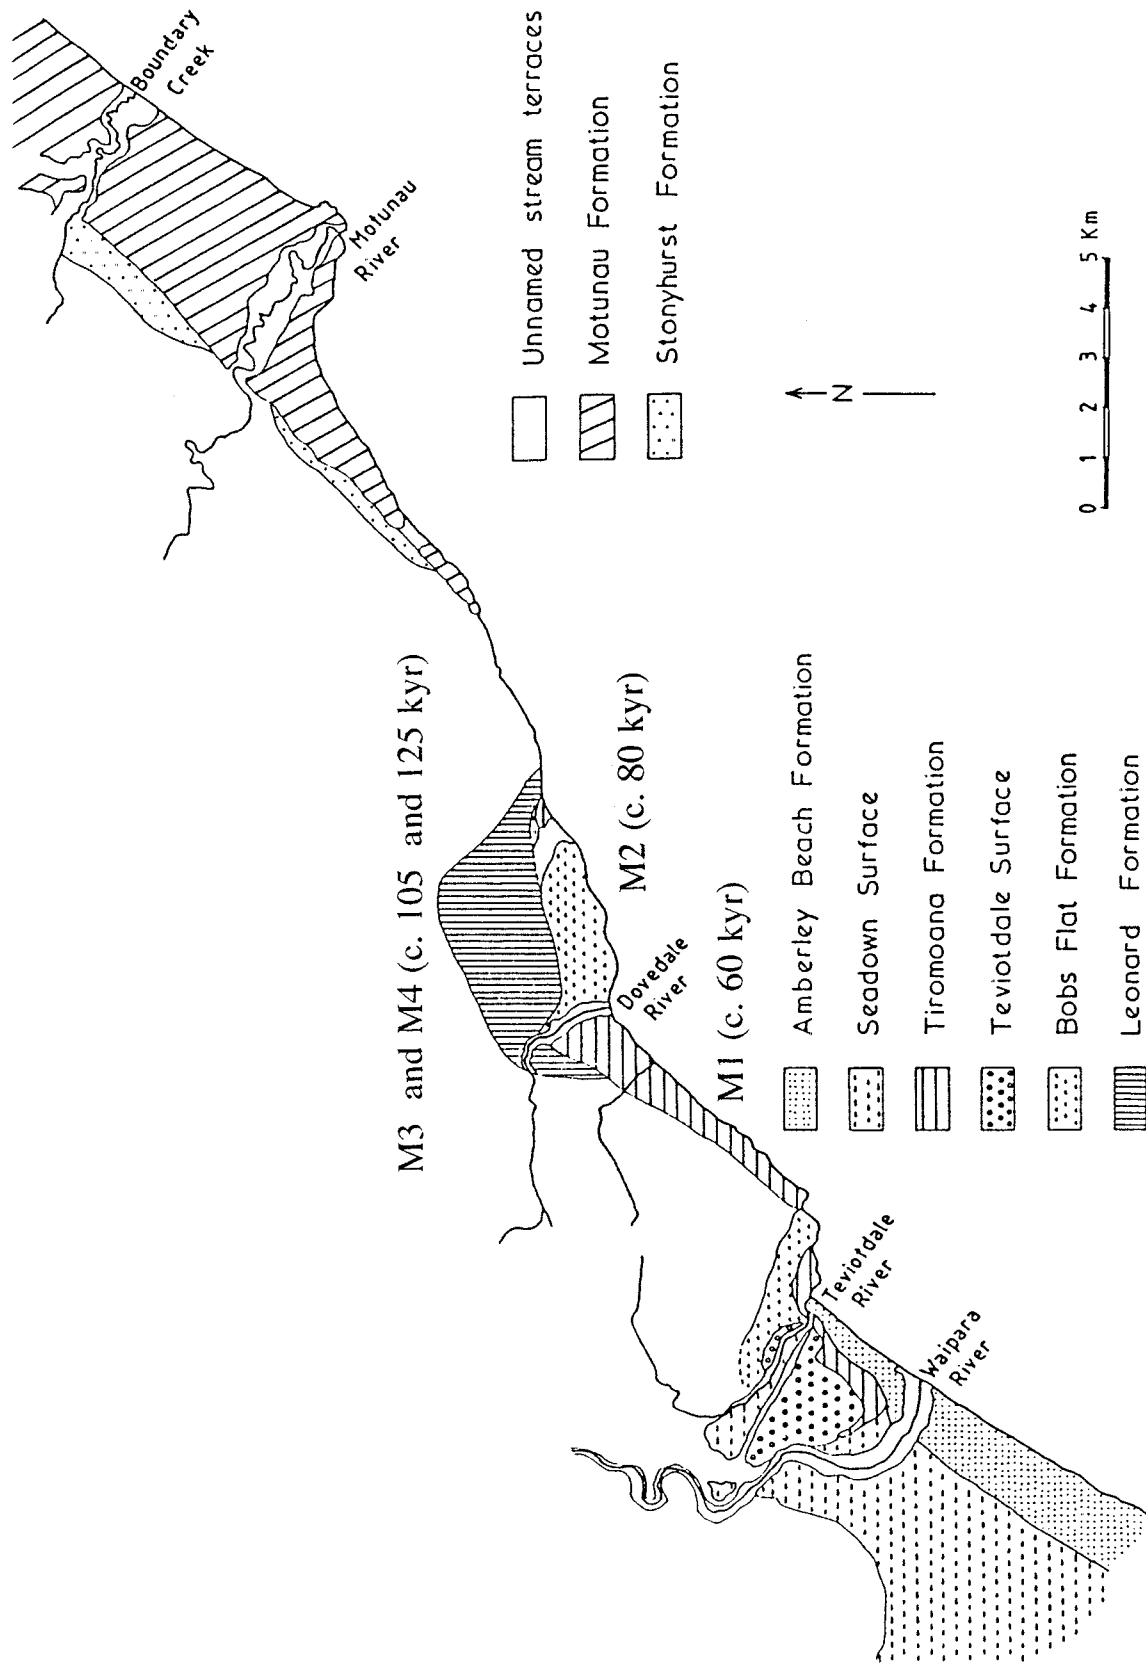 Boundary
Creek
Motunau
River
M3 and M4 (c. 105 and 125 kyr)
M2 (c. 80 kyr)
Dovedale
River
M1 (c. 60 kyr)
Teviotdale
River
Waipara
River
Unnamed stream terraces
Motunau Formation
Stonyhurst Formation
N
0 1 2 3 4 5 Km
Amberley Beach Formation
Seadown Surface
Tiromoana Formation
Teviotdale Surface
Bobs Flat Formation
Leonard Formation